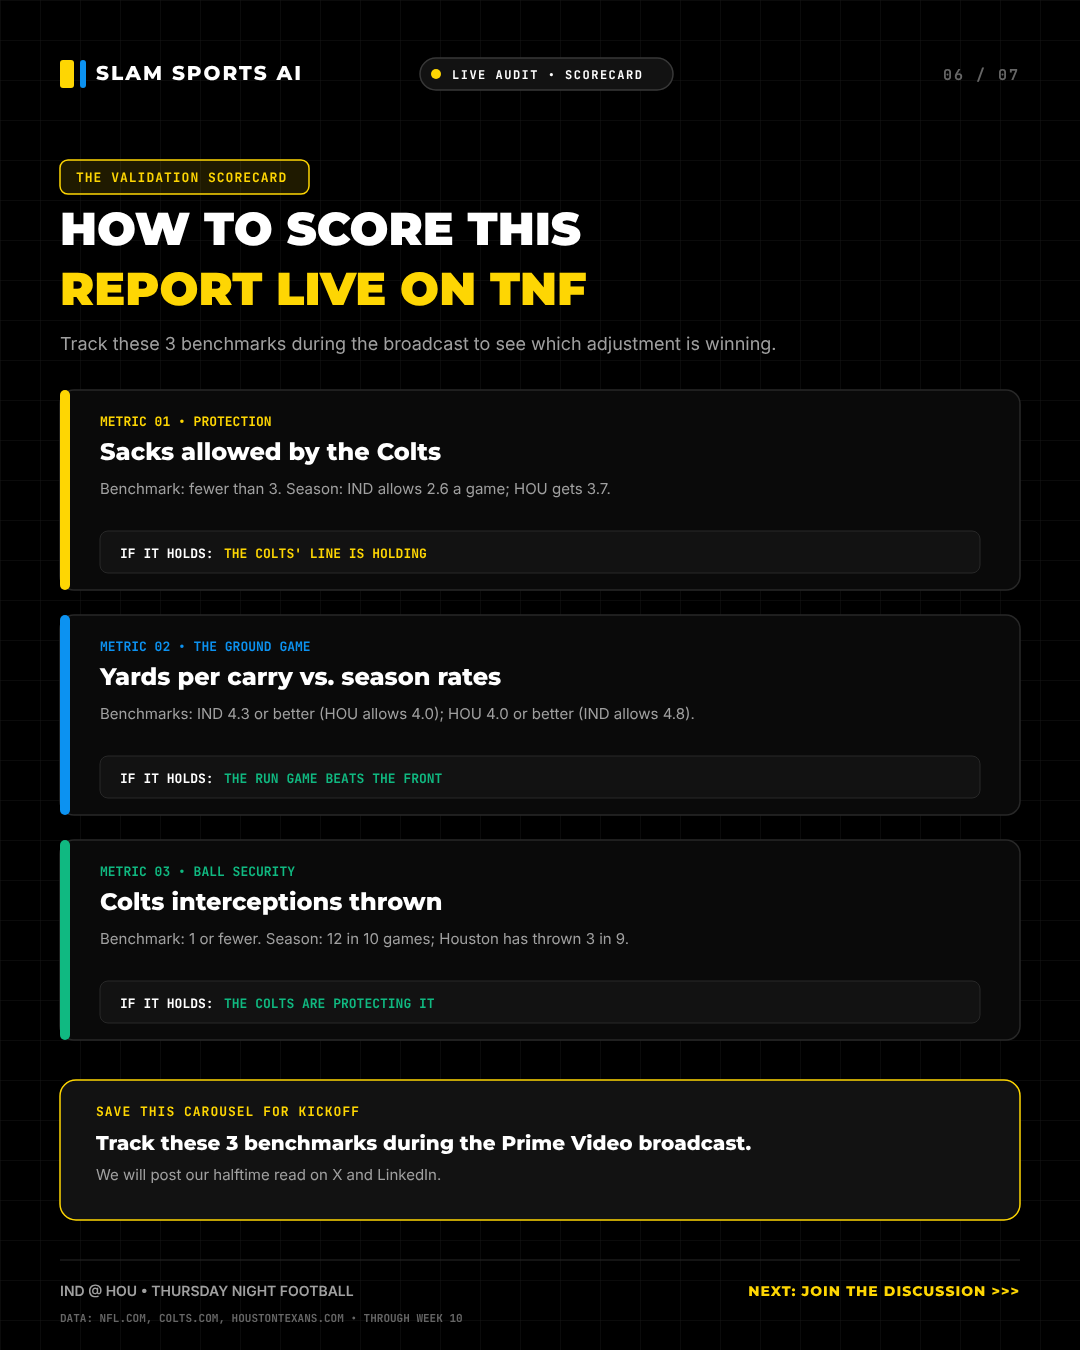 SLAM SPORTS AI
LIVE AUDIT • SCORECARD
06 / 07
THE VALIDATION SCORECARD
HOW TO SCORE THIS
REPORT LIVE ON TNF
Track these 3 benchmarks during the broadcast to see which adjustment is winning.
METRIC 01 • PROTECTION
Sacks allowed by the Colts
Benchmark: fewer than 3. Season: IND allows 2.6 a game; HOU gets 3.7.
IF IT HOLDS: THE COLTS' LINE IS HOLDING
METRIC 02 • THE GROUND GAME
Yards per carry vs. season rates
Benchmarks: IND 4.3 or better (HOU allows 4.0); HOU 4.0 or better (IND allows 4.8).
IF IT HOLDS: THE RUN GAME BEATS THE FRONT
METRIC 03 • BALL SECURITY
Colts interceptions thrown
Benchmark: 1 or fewer. Season: 12 in 10 games; Houston has thrown 3 in 9.
IF IT HOLDS: THE COLTS ARE PROTECTING IT
SAVE THIS CAROUSEL FOR KICKOFF
Track these 3 benchmarks during the Prime Video broadcast.
We will post our halftime read on X and LinkedIn.
IND @ HOU • THURSDAY NIGHT FOOTBALL
NEXT: JOIN THE DISCUSSION >>>
DATA: NFL.COM, COLTS.COM, HOUSTONTEXANS.COM • THROUGH WEEK 10